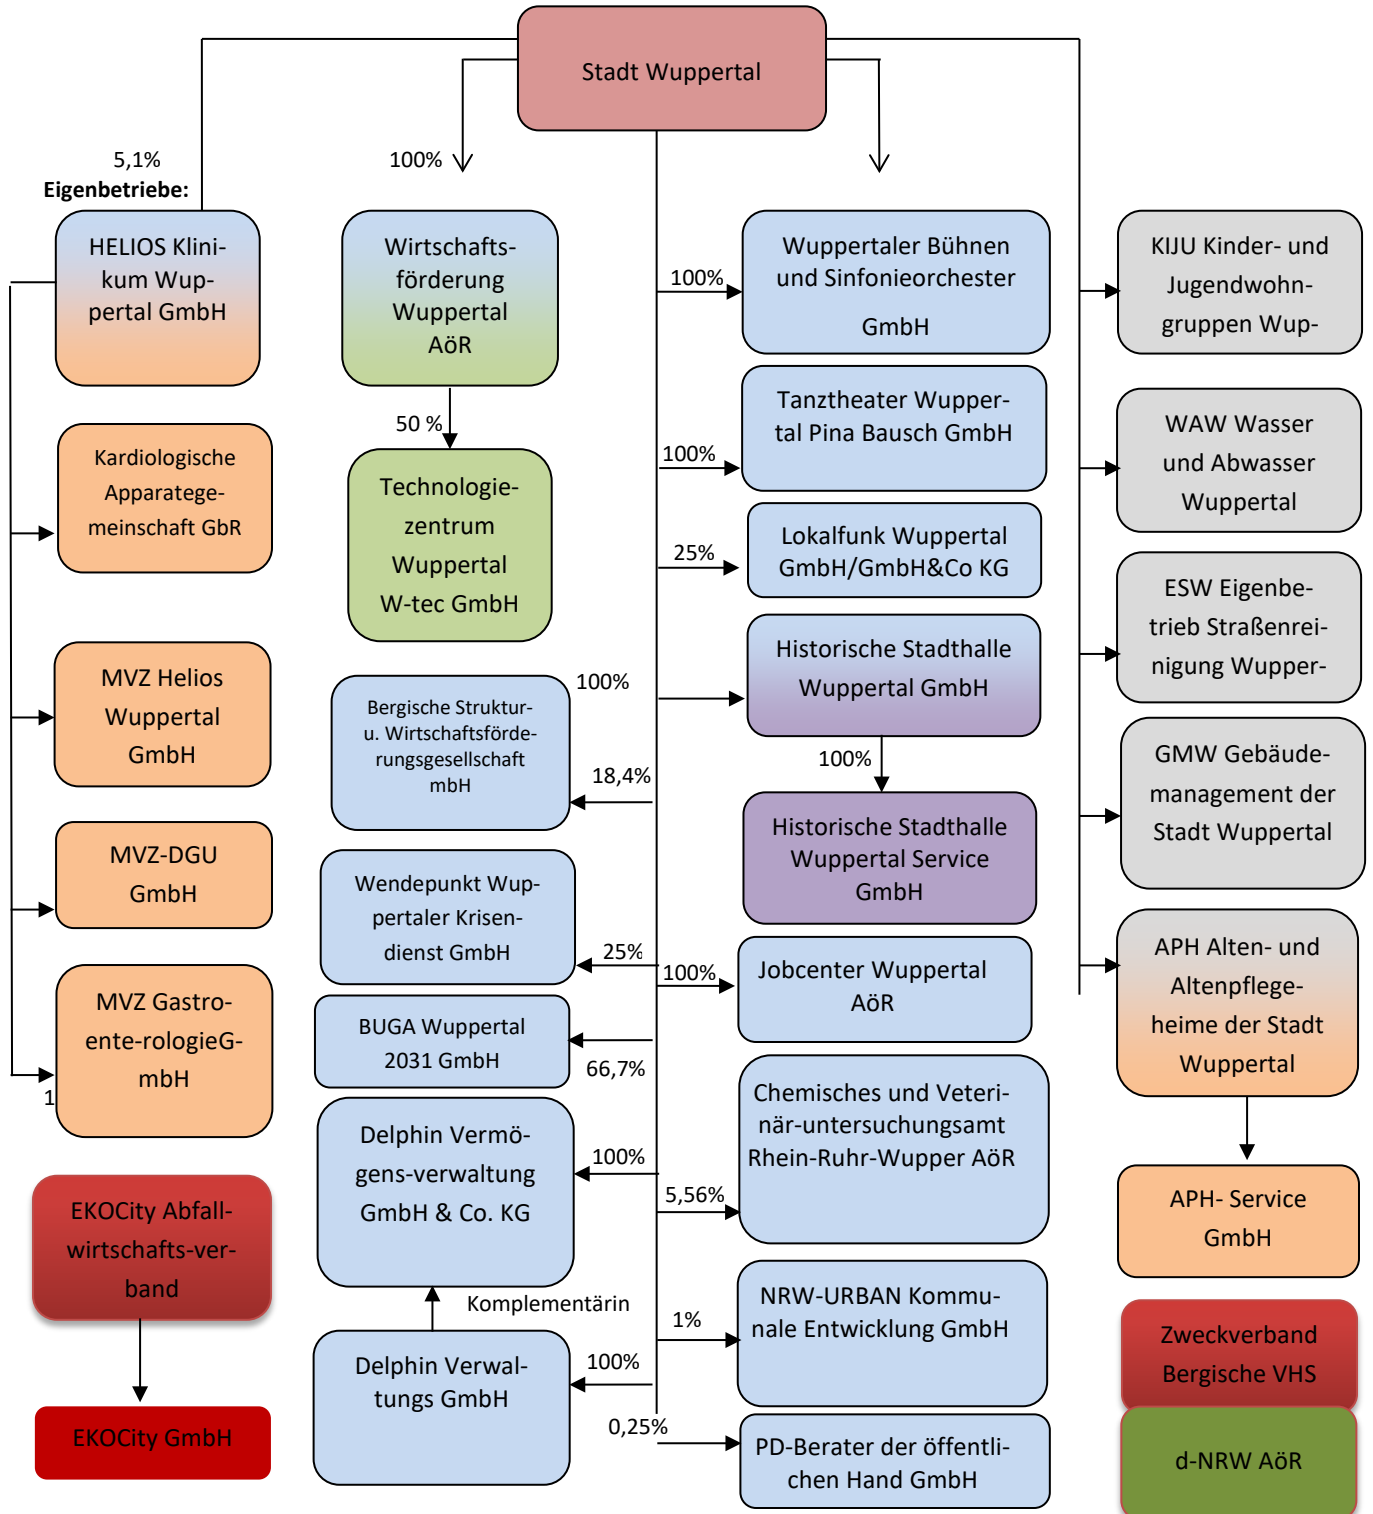 Stadt Wuppertal
5,1%
Eigenbetriebe:
100%
HELIOS Klini-
kum Wup-
pertal GmbH
Kardiologische
Apparatege-
meinschaft GbR
MVZ Helios
Wuppertal
GmbH
MVZ-DGU
GmbH
MVZ Gastro-
ente-rologieG-
mbH
1
EKOCity Abfall-
wirtschafts-ver-
band
EKOCity GmbH
Wirtschafts-
förderung
Wuppertal
AöR
50 %
Technologie-
zentrum
Wuppertal
W-tec GmbH
100%
Bergische Struktur-
u. Wirtschaftsförde-
rungsgesellschaft
mbH
18,4%
Wendepunkt Wup-
pertaler Krisen-
dienst GmbH
25%
BUGA Wuppertal
2031 GmbH
66,7%
Delphin Vermö-
gens-verwaltung
GmbH & Co. KG
100%
Komplementärin
Delphin Verwal-
tungs GmbH
100%
0,25%
Wuppertaler Bühnen
und Sinfonieorchester
GmbH
100%
Tanztheater Wupper-
tal Pina Bausch GmbH
100%
Lokalfunk Wuppertal
GmbH/GmbH&Co KG
25%
Historische Stadthalle
Wuppertal GmbH
100%
Historische Stadthalle
Wuppertal Service
GmbH
Jobcenter Wuppertal
AöR
100%
Chemisches und Veteri-
när-untersuchungsamt
Rhein-Ruhr-Wupper AöR
5,56%
NRW-URBAN Kommu-
nale Entwicklung GmbH
1%
PD-Berater der öffentli-
chen Hand GmbH
KIJU Kinder- und
Jugendwohn-
gruppen Wup-
WAW Wasser
und Abwasser
Wuppertal
ESW Eigenbe-
trieb Straßenrei-
nigung Wupper-
GMW Gebäude-
management der
Stadt Wuppertal
APH Alten- und
Altenpflege-
heime der Stadt
Wuppertal
APH- Service
GmbH
Zweckverband
Bergische VHS
d-NRW AöR